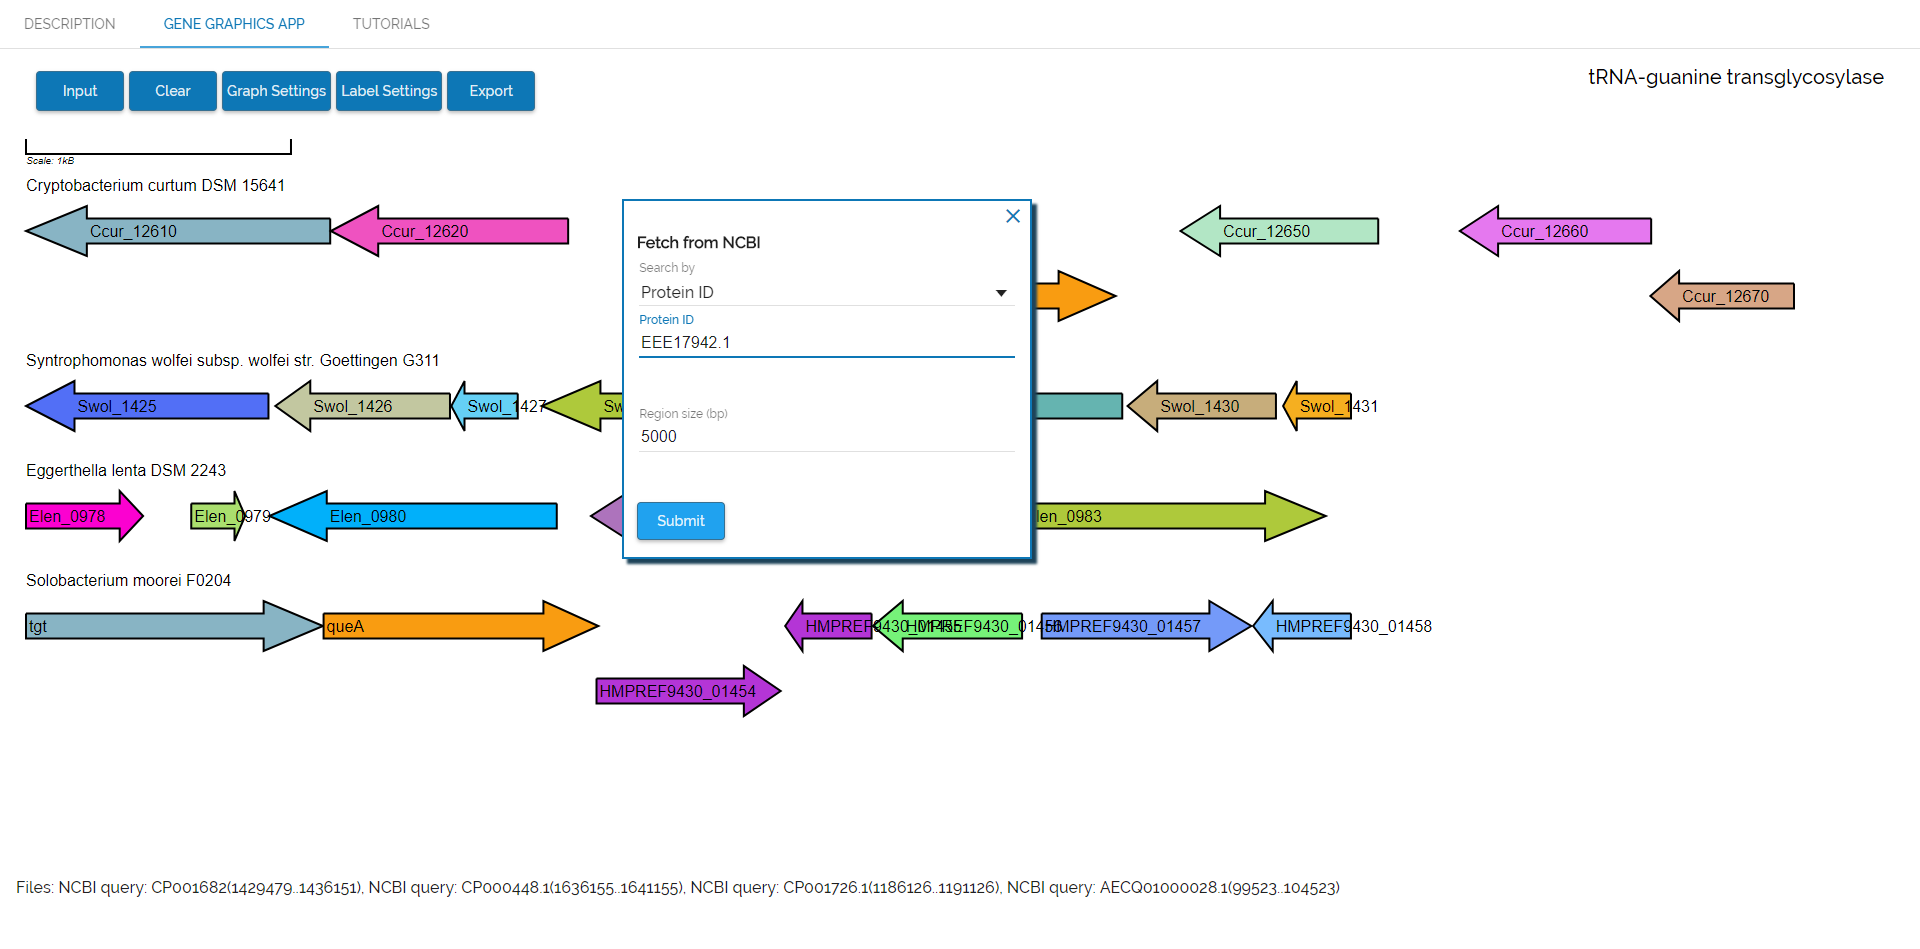 DESCRIPTION GENE GRAPHICS APP TUTORIALS
Input Clear Graph Settings Label Settings Export
tRNA-guanine transglycosylase
Scale: 1kB
Cryptobacterium curtum DSM 15641
Ccur_12610 Ccur_12620 Ccur_12650 Ccur_12660
Ccur_12670
Fetch from NCBI
Search by
Protein ID
Protein ID
EEE17942.1
Region size (bp)
5000
Submit
Syntrophomonas wolfei subsp. wolfei str. Goettingen G311
Swol_1425 Swol_1426 Swol_1427 Sw Swol_1430 Swol_1431
Eggerthella lenta DSM 2243
Elen_0978 Elen_0979 Elen_0980 len_0983
Solobacterium moorei F0204
tgt queA HMPREF9430_01455 HMPREF9430_01456 HMPREF9430_01457 HMPREF9430_01458
HMPREF9430_01454
Files: NCBI query: CP001682(1429479..1436151), NCBI query: CP000448.1(1636155..1641155), NCBI query: CP001726.1(1186126..1191126), NCBI query: AECQ01000028.1(99523..104523)